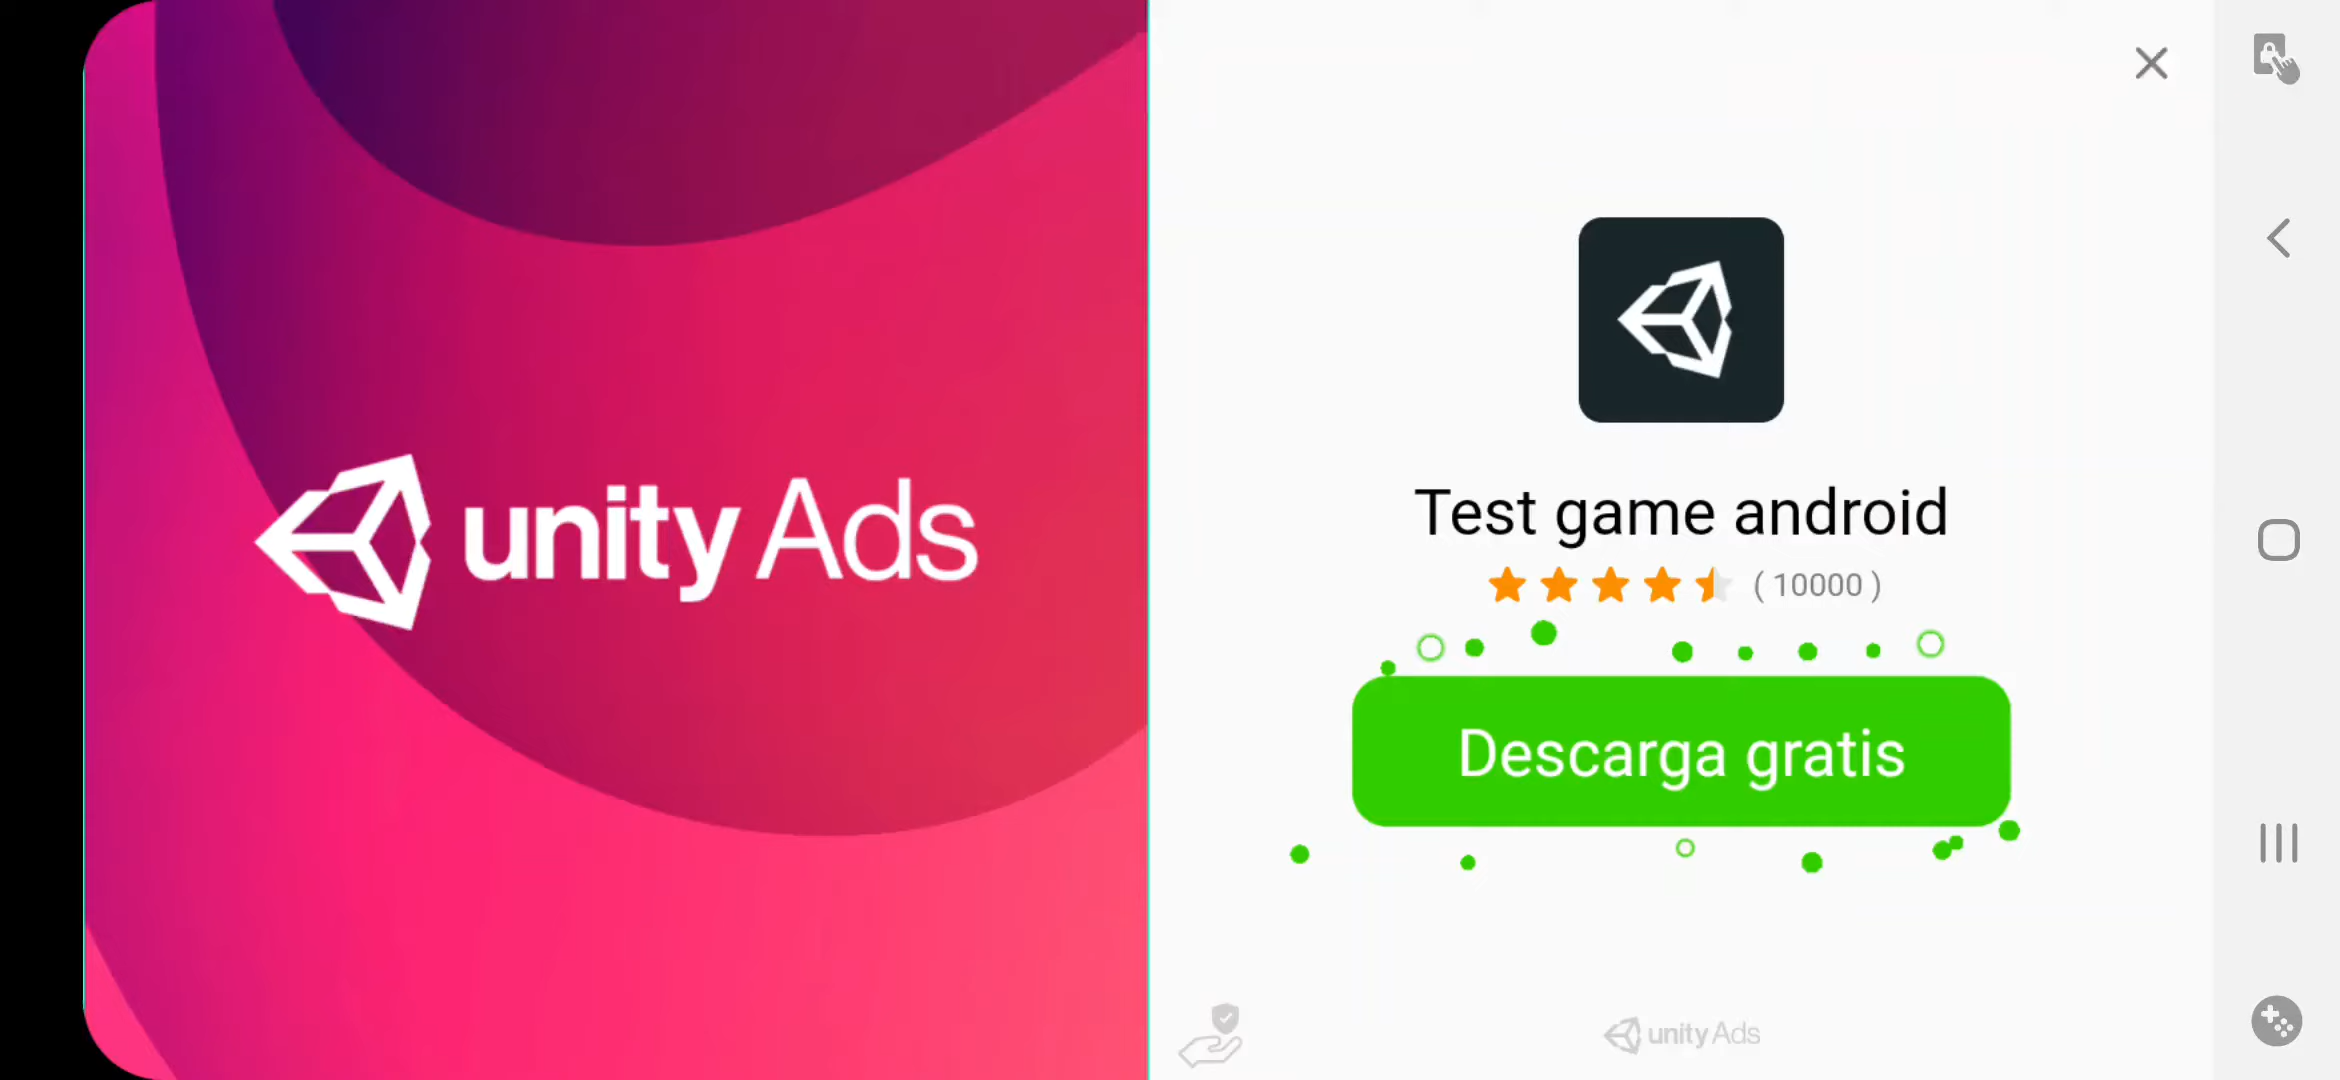 unity Ads
Test game android
( 10000 )
Descarga gratis
unity Ads